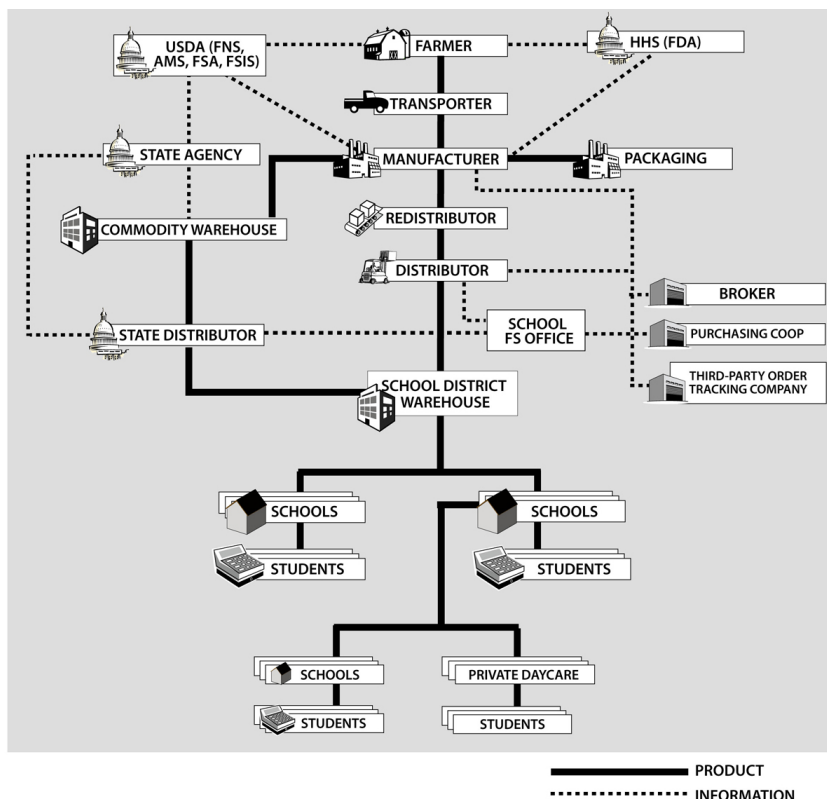 USDA (FNS,
AMS, FSA, FSIS)
FARMER
HHS (FDA)
TRANSPORTER
STATE AGENCY
MANUFACTURER
PACKAGING
COMMODITY WAREHOUSE
REDISTRIBUTOR
DISTRIBUTOR
BROKER
STATE DISTRIBUTOR
SCHOOL
FS OFFICE
PURCHASING COOP
SCHOOL DISTRICT
WAREHOUSE
THIRD-PARTY ORDER
TRACKING COMPANY
SCHOOLS
SCHOOLS
STUDENTS
STUDENTS
SCHOOLS
PRIVATE DAYCARE
STUDENTS
STUDENTS
PRODUCT
INFORMATION